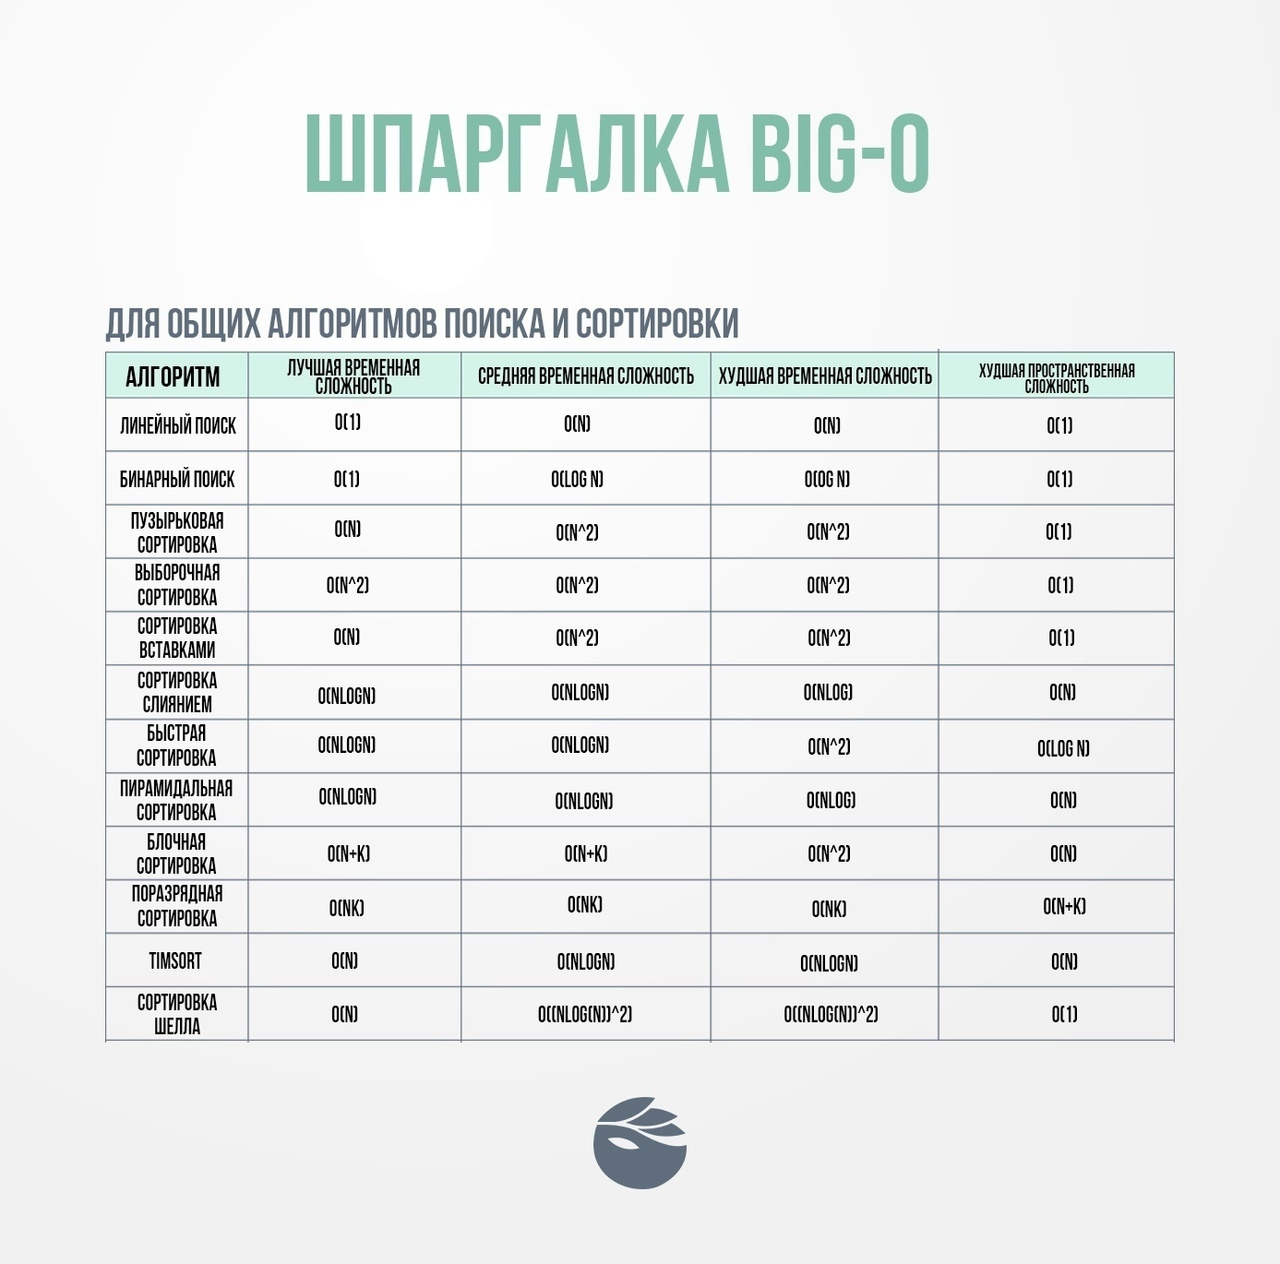 ШПАРГАЛКА BIG-O
ДЛЯ ОБЩИХ АЛГОРИТМОВ ПОИСКА И СОРТИРОВКИ
АЛГОРИТМ
ЛУЧШАЯ ВРЕМЕННАЯ
СЛОЖНОСТЬ
СРЕДНЯЯ ВРЕМЕННАЯ СЛОЖНОСТЬ
ХУДШАЯ ВРЕМЕННАЯ СЛОЖНОСТЬ
ХУДШАЯ ПРОСТРАНСТВЕННАЯ
СЛОЖНОСТЬ
ЛИНЕЙНЫЙ ПОИСК
O(1)
O(N)
O(N)
O(1)
БИНАРНЫЙ ПОИСК
O(1)
O(LOG N)
O(OG N)
O(1)
ПУЗЫРЬКОВАЯ
СОРТИРОВКА
O(N)
O(N^2)
O(N^2)
O(1)
ВЫБОРОЧНАЯ
СОРТИРОВКА
O(N^2)
O(N^2)
O(N^2)
O(1)
СОРТИРОВКА
ВСТАВКАМИ
O(N)
O(N^2)
O(N^2)
O(1)
СОРТИРОВКА
СЛИЯНИЕМ
O(NLOGN)
O(NLOGN)
O(NLOG)
O(N)
БЫСТРАЯ
СОРТИРОВКА
O(NLOGN)
O(NLOGN)
O(N^2)
O(LOG N)
ПИРАМИДАЛЬНАЯ
СОРТИРОВКА
O(NLOGN)
O(NLOGN)
O(NLOG)
O(N)
БЛОЧНАЯ
СОРТИРОВКА
O(N+K)
O(N+K)
O(N^2)
O(N)
ПОРАЗРЯДНАЯ
СОРТИРОВКА
O(NK)
O(NK)
O(NK)
O(N+K)
TIMSORT
O(N)
O(NLOGN)
O(NLOGN)
O(N)
СОРТИРОВКА
ШЕЛЛА
O(N)
O((NLOG(N))^2)
O((NLOG(N))^2)
O(1)